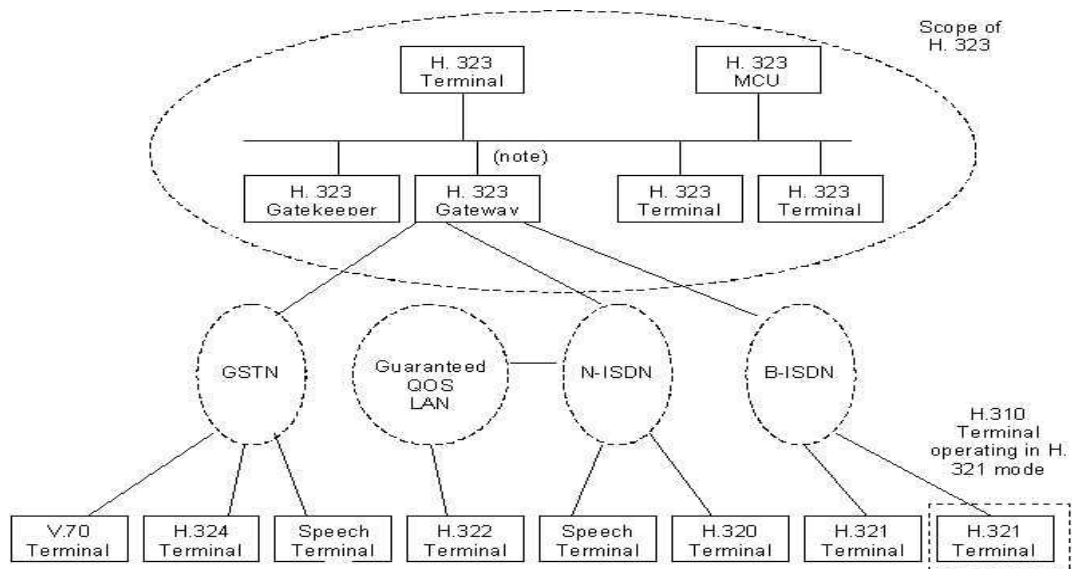 Scope of
H. 323
H. 323
Terminal
H. 323
MCU
(note)
H. 323
Gatekeeper
H. 323
Gateway
H. 323
Terminal
H. 323
Terminal
GSTN
Guaranteed
QOS
LAN
N-ISDN
B-ISDN
H.310
Terminal
operating in H.
321 mode
V.70
Terminal
H.324
Terminal
Speech
Terminal
H.322
Terminal
Speech
Terminal
H.320
Terminal
H.321
Terminal
H.321
Terminal